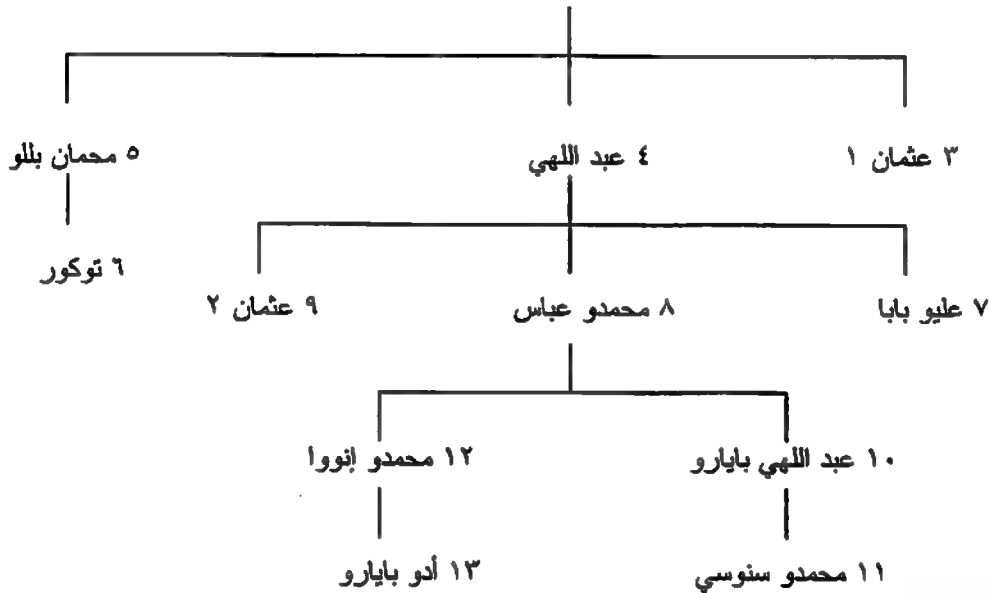 ٣ عثمان ١
٤ عبد اللهي
٥ محمان بللو
٦ توكور
٧ عليو بابا
٨ محمدو عباس
٩ عثمان ٢
١٠ عبد اللهي بايارو
١٢ محمدو إنووا
١١ محمدو سنوسي
١٣ أدو بايارو